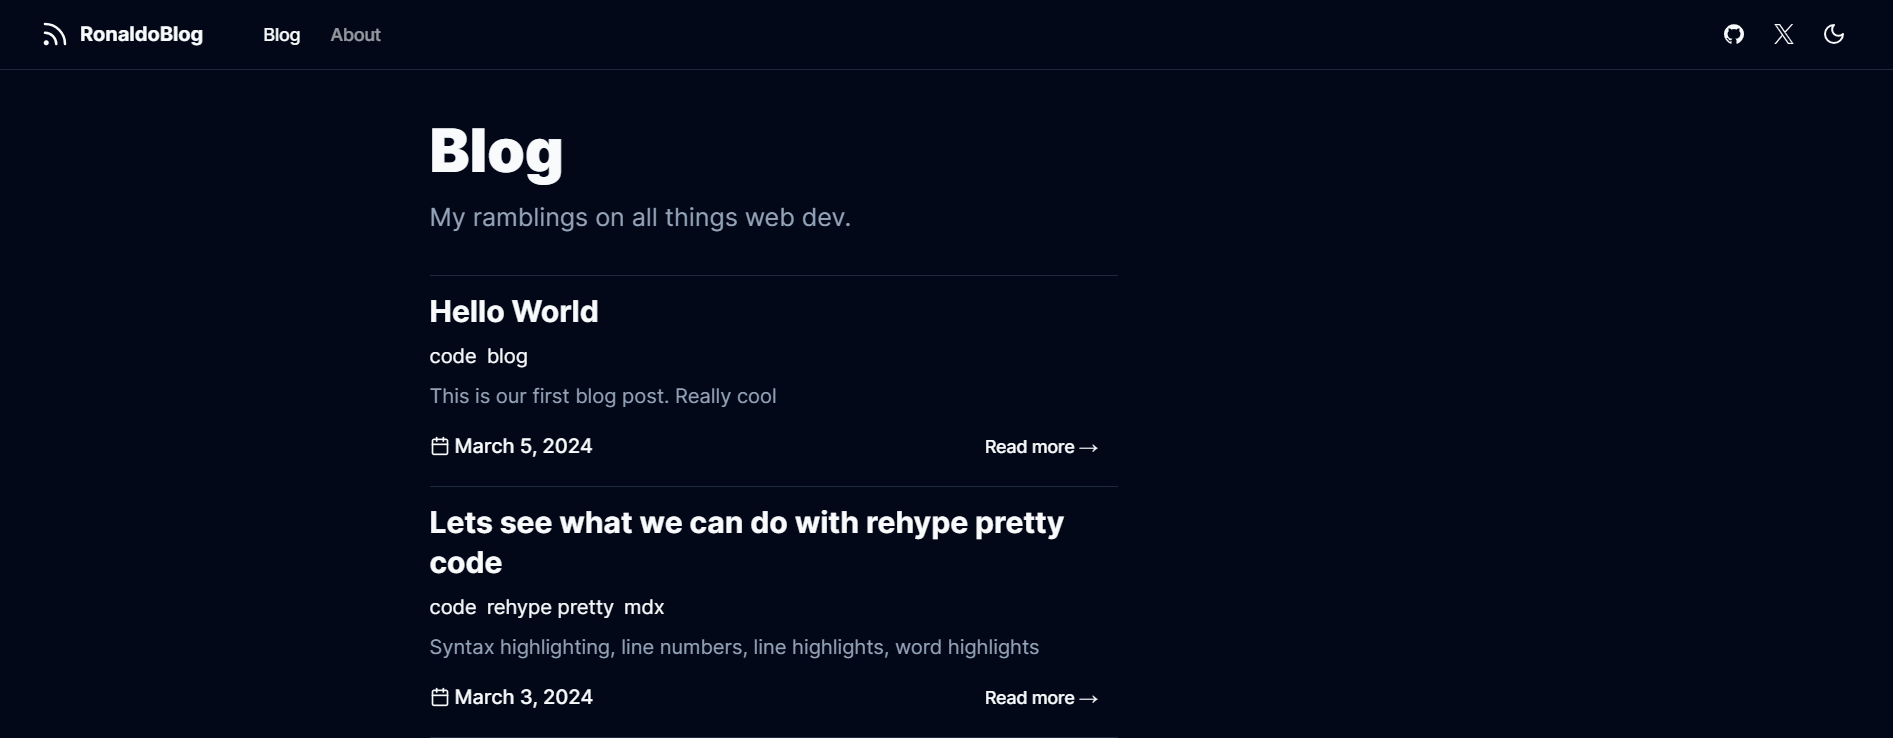 RonaldoBlog Blog About
Blog
My ramblings on all things web dev.
Hello World
code blog
This is our first blog post. Really cool
March 5, 2024 Read more →
Lets see what we can do with rehype pretty
code
code rehype pretty mdx
Syntax highlighting, line numbers, line highlights, word highlights
March 3, 2024 Read more →